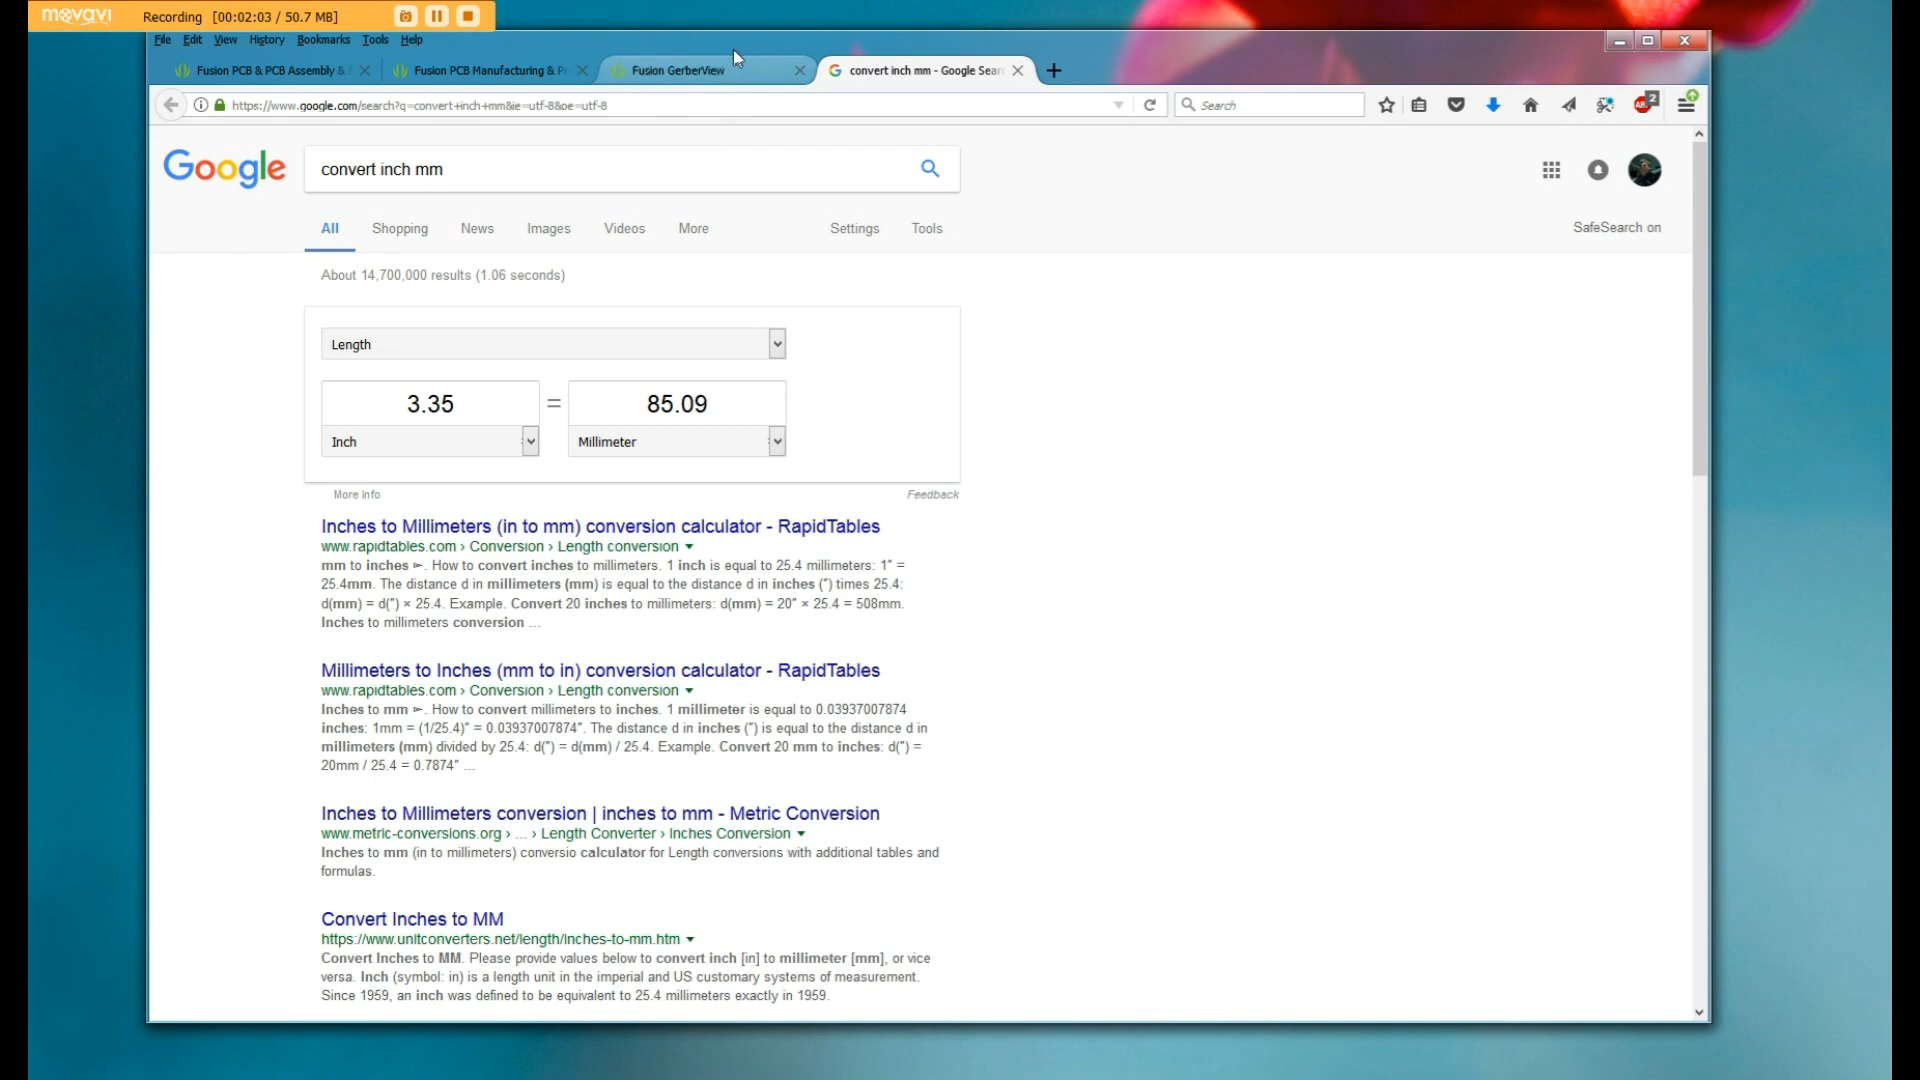 movavi
Recording [00:02:03 / 50.7 MB]
File Edit View History Bookmarks Tools Help
Fusion PCB & PCB Assembly &
Fusion PCB Manufacturing & Pr
Fusion GerberView
convert inch mm - Google Sear
https://www.google.com/search?q=convert+inch+mm&ie=utf-8&oe=utf-8
Search
ABP
2
Google
convert inch mm
All Shopping News Images Videos More Settings Tools
SafeSearch on
About 14,700,000 results (1.06 seconds)
Length
3.35 = 85.09
Inch Millimeter
More info Feedback
Inches to Millimeters (in to mm) conversion calculator - RapidTables
www.rapidtables.com › Conversion › Length conversion
mm to inches ►. How to convert inches to millimeters. 1 inch is equal to 25.4 millimeters: 1″ =
25.4mm. The distance d in millimeters (mm) is equal to the distance d in inches (″) times 25.4:
d(mm) = d(″) × 25.4. Example. Convert 20 inches to millimeters: d(mm) = 20″ × 25.4 = 508mm.
Inches to millimeters conversion ...
Millimeters to Inches (mm to in) conversion calculator - RapidTables
www.rapidtables.com › Conversion › Length conversion
Inches to mm ►. How to convert millimeters to inches. 1 millimeter is equal to 0.03937007874
inches: 1mm = (1/25.4)″ = 0.03937007874″. The distance d in inches (″) is equal to the distance d in
millimeters (mm) divided by 25.4: d(″) = d(mm) / 25.4. Example. Convert 20 mm to inches: d(″) =
20mm / 25.4 = 0.7874″ ...
Inches to Millimeters conversion | inches to mm - Metric Conversion
www.metric-conversions.org › ... › Length Converter › Inches Conversion
Inches to mm (in to millimeters) conversio calculator for Length conversions with additional tables and
formulas.
Convert Inches to MM
https://www.unitconverters.net/length/inches-to-mm.htm
Convert Inches to MM. Please provide values below to convert inch [in] to millimeter [mm], or vice
versa. Inch (symbol: in) is a length unit in the imperial and US customary systems of measurement.
Since 1959, an inch was defined to be equivalent to 25.4 millimeters exactly in 1959.